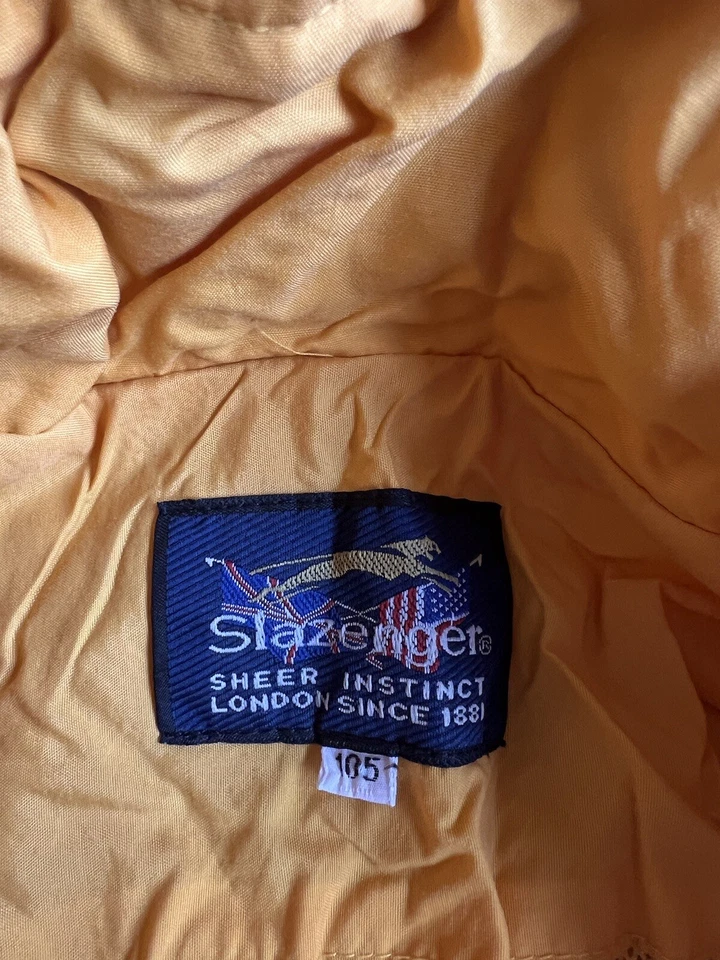 Slazenger®
SHEER INSTINCT
LONDON SINCE 1881
105